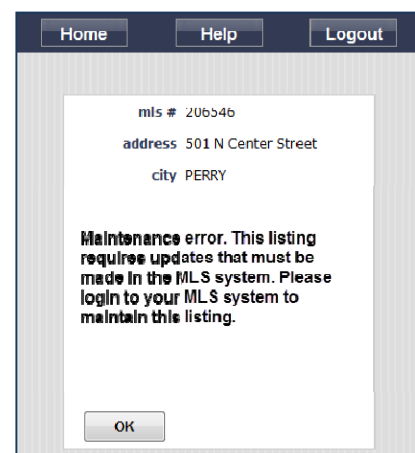 Home Help Logout
mls # 206546
address 501 N Center Street
city PERRY
Maintenance error. This listing
requires updates that must be
made in the MLS system. Please
login to your MLS system to
maintain this listing.
OK